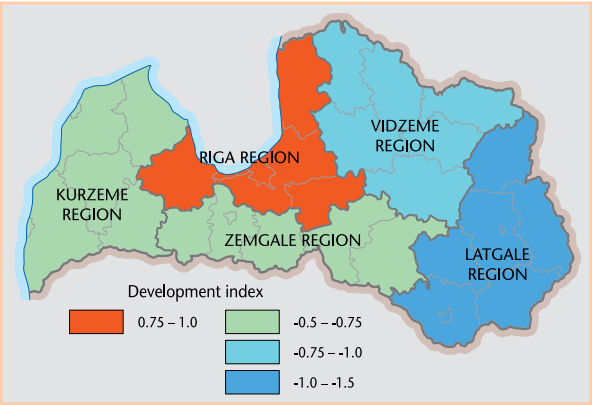 RIGA REGION
VIDZEME
REGION
KURZEME
REGION
ZEMGALE REGION
LATGALE
REGION
Development index
0.75 – 1.0
-0.5 – -0.75
-0.75 – -1.0
-1.0 – -1.5